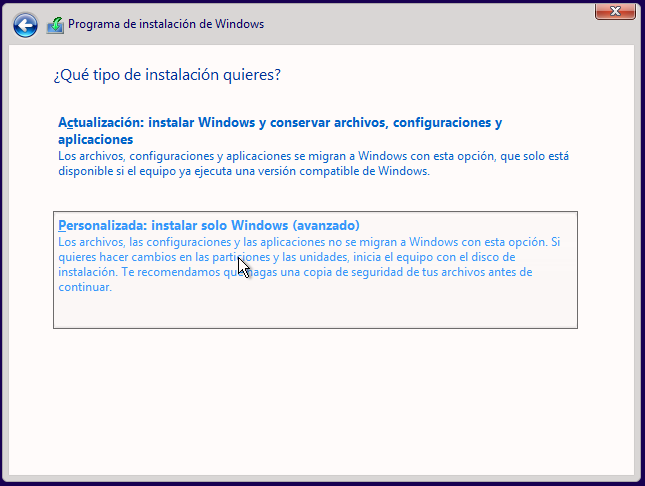 Programa de instalación de Windows
¿Qué tipo de instalación quieres?
Actualización: instalar Windows y conservar archivos, configuraciones y
aplicaciones
Los archivos, configuraciones y aplicaciones se migran a Windows con esta opción, que solo está
disponible si el equipo ya ejecuta una versión compatible de Windows.
Personalizada: instalar solo Windows (avanzado)
Los archivos, las configuraciones y las aplicaciones no se migran a Windows con esta opción. Si
quieres hacer cambios en las particiones y las unidades, inicia el equipo con el disco de
instalación. Te recomendamos que hagas una copia de seguridad de tus archivos antes de
continuar.